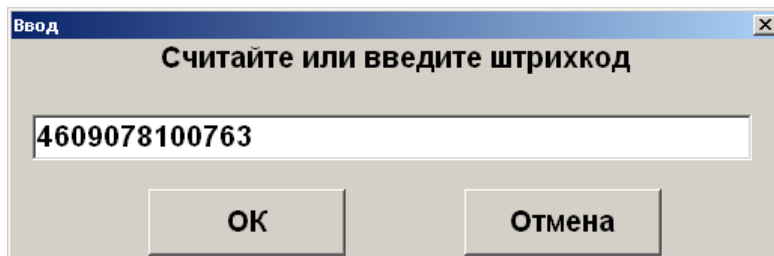 Ввод
Считайте или введите штрихкод
4609078100763
ОК
Отмена